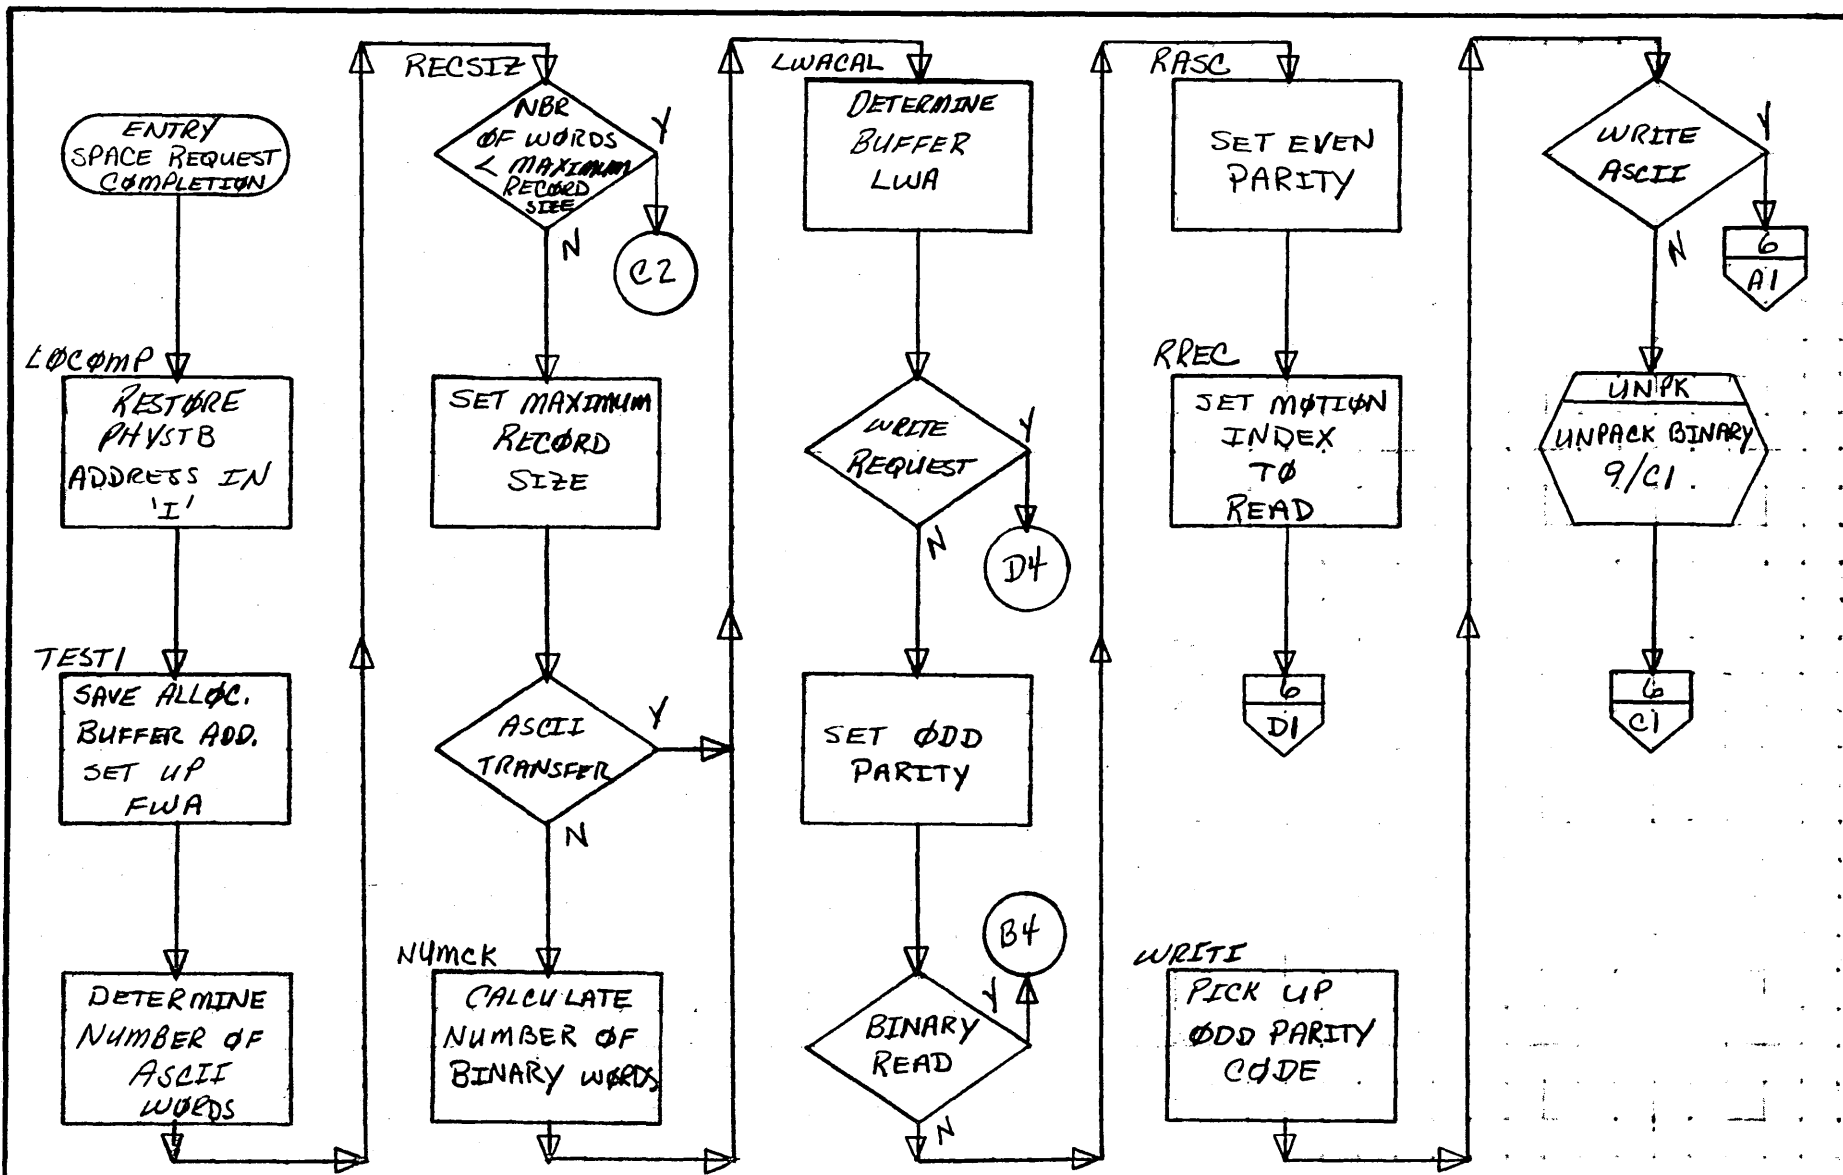 ENTRY
SPACE REQUEST
CØMPLETIØN
LØCØMP
RESTØRE
PHYSTB
ADDRESS IN
'I'
TEST1
SAVE ALLØC.
BUFFER ADD.
SET UP
FWA
DETERMINE
NUMBER ØF
ASCII
WØRDS
RECSIZ
NBR
ØF WØRDS
< MAXIMUM
RECØRD
SIZE
Y
N
C2
SET MAXIMUM
RECØRD
SIZE
ASCII
TRANSFER
Y
N
NUMCK
CALCULATE
NUMBER ØF
BINARY WØRDS
LWACAL
DETERMINE
BUFFER
LWA
WRITE
REQUEST
Y
N
D4
SET ØDD
PARITY
B4
BINARY
READ
Y
N
RASC
SET EVEN
PARITY
RREC
SET MØTIØN
INDEX
TØ
READ
6
D1
WRITI
PICK UP
ØDD PARITY
CØDE
WRITE
ASCII
Y
N
6
A1
UNPK
UNPACK BINARY
9/C1.
6
C1